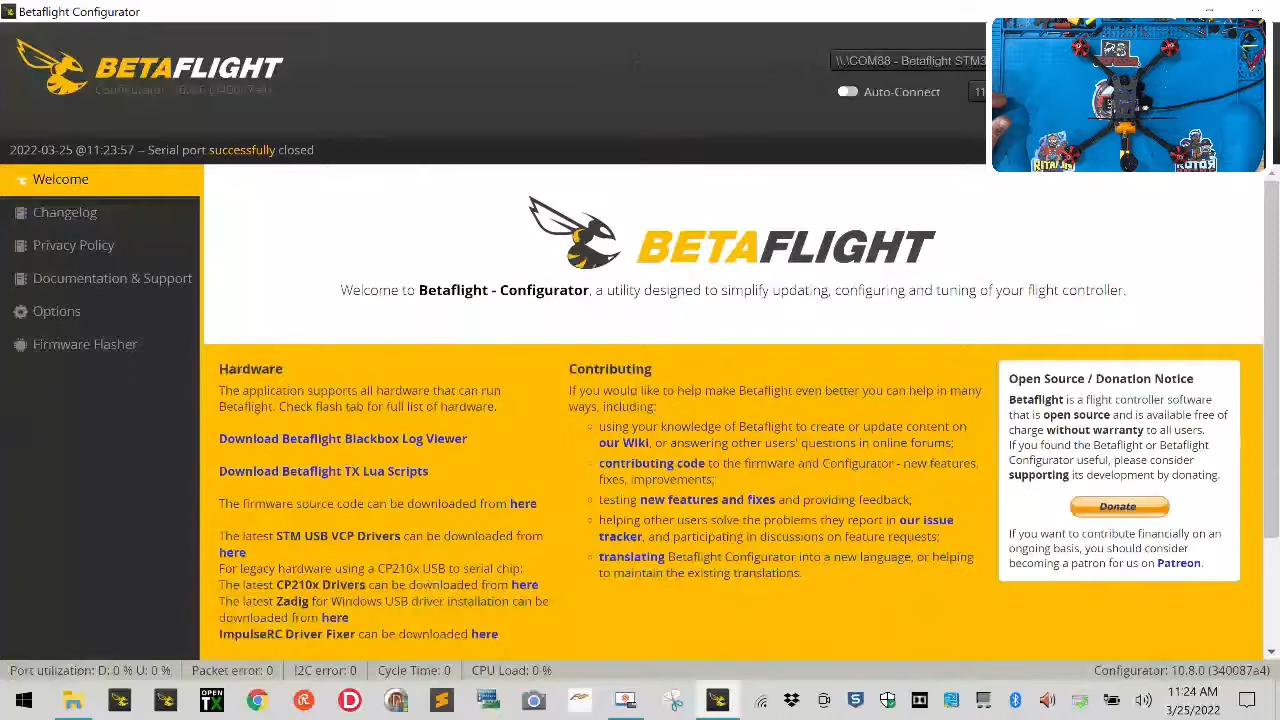 Betaflight Configurator
BETAFLIGHT
Configurator 10.8.0 (340087a4)
\\.\COM88 - Betaflight STM3
Auto-Connect
11
2022-03-25 @11:23:57 -- Serial port successfully closed
Welcome
Changelog
Privacy Policy
Documentation & Support
Options
Firmware Flasher
BETAFLIGHT
Welcome to Betaflight - Configurator, a utility designed to simplify updating, configuring and tuning of your flight controller.
Hardware
The application supports all hardware that can run
Betaflight. Check flash tab for full list of hardware.
Download Betaflight Blackbox Log Viewer
Download Betaflight TX Lua Scripts
The firmware source code can be downloaded from here
The latest STM USB VCP Drivers can be downloaded from
here
For legacy hardware using a CP210x USB to serial chip:
The latest CP210x Drivers can be downloaded from here
The latest Zadig for Windows USB driver installation can be
downloaded from here
ImpulseRC Driver Fixer can be downloaded here
Contributing
If you would like to help make Betaflight even better you can help in many
ways, including:
using your knowledge of Betaflight to create or update content on
our Wiki, or answering other users' questions in online forums;
contributing code to the firmware and Configurator - new features,
fixes, improvements;
testing new features and fixes and providing feedback;
helping other users solve the problems they report in our issue
tracker, and participating in discussions on feature requests;
translating Betaflight Configurator into a new language, or helping
to maintain the existing translations.
Open Source / Donation Notice
Betaflight is a flight controller software
that is open source and is available free of
charge without warranty to all users.
If you found the Betaflight or Betaflight
Configurator useful, please consider
supporting its development by donating.
Donate
If you want to contribute financially on an
ongoing basis, you should consider
becoming a patron for us on Patreon.
Port utilization: D: 0 % U: 0 %
Packet error: 0
I2C error: 0
Cycle Time: 0
CPU Load: 0 %
Configurator: 10.8.0 (340087a4)
OPEN
TX
11:24 AM
3/25/2022